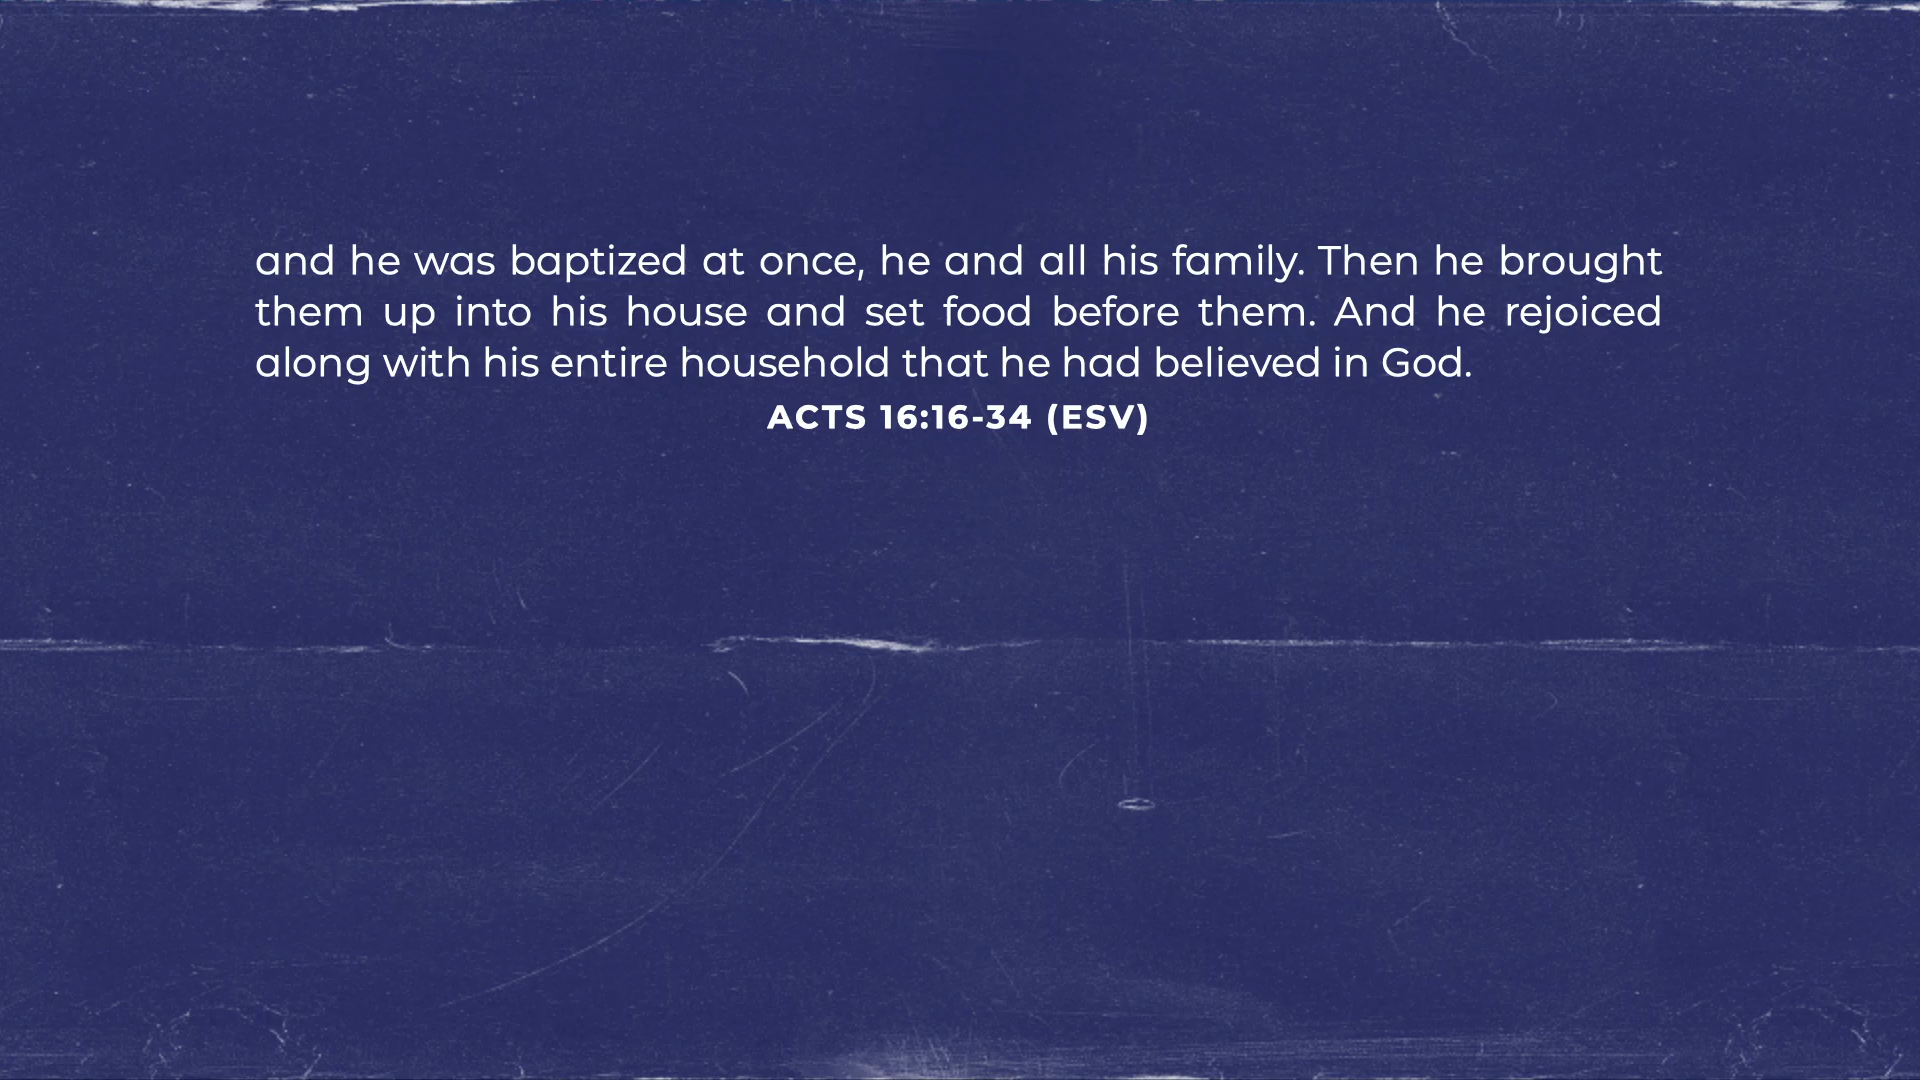 and he was baptized at once, he and all his family. Then he brought
them up into his house and set food before them. And he rejoiced
along with his entire household that he had believed in God.
ACTS 16:16-34 (ESV)